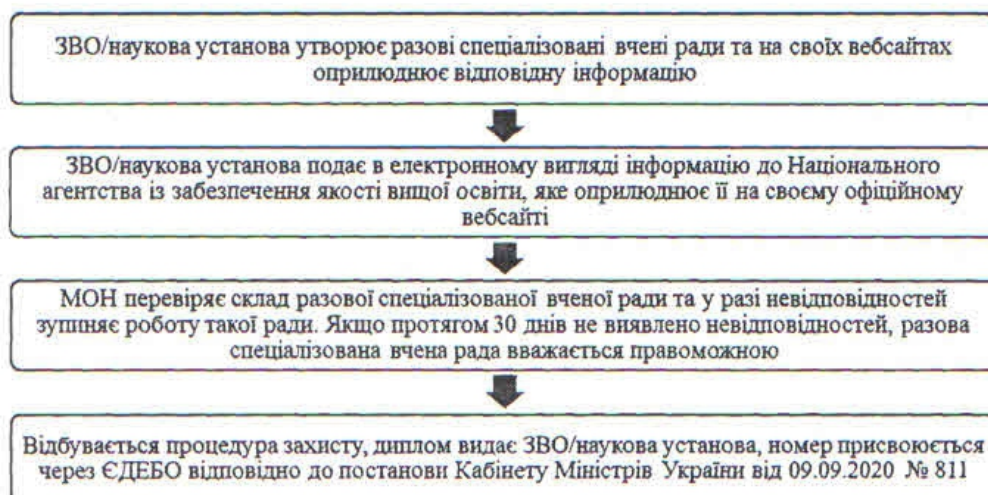 ЗВО/наукова установа утворює разові спеціалізовані вчені ради та на своїх вебсайтах
оприлюднює відповідну інформацію
ЗВО/наукова установа подає в електронному вигляді інформацію до Національного
агентства із забезпечення якості вищої освіти, яке оприлюднює її на своєму офіційному
вебсайті
МОН перевіряє склад разової спеціалізованої вченої ради та у разі невідповідностей
зупиняє роботу такої ради. Якщо протягом 30 днів не виявлено невідповідностей, разова
спеціалізована вчена рада вважається правоможною
Відбувається процедура захисту, диплом видає ЗВО/наукова установа, номер присвоюється
через ЄДЕБО відповідно до постанови Кабінету Міністрів України від 09.09.2020 № 811